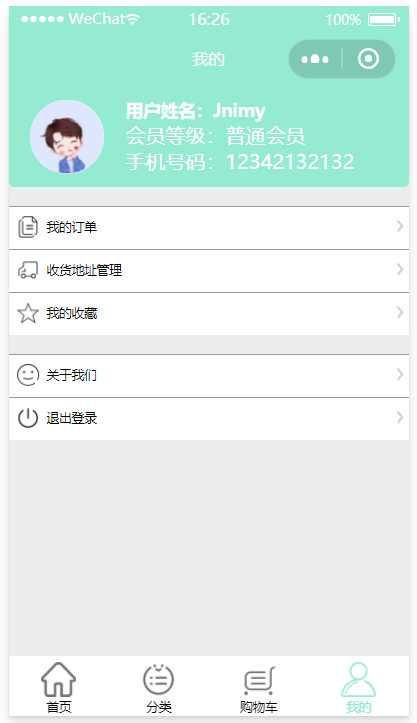 WeChat 16:26 100%
我的
用户姓名：Jnimy
会员等级：普通会员
手机号码：12342132132
我的订单
收货地址管理
我的收藏
关于我们
退出登录
首页 分类 购物车 我的